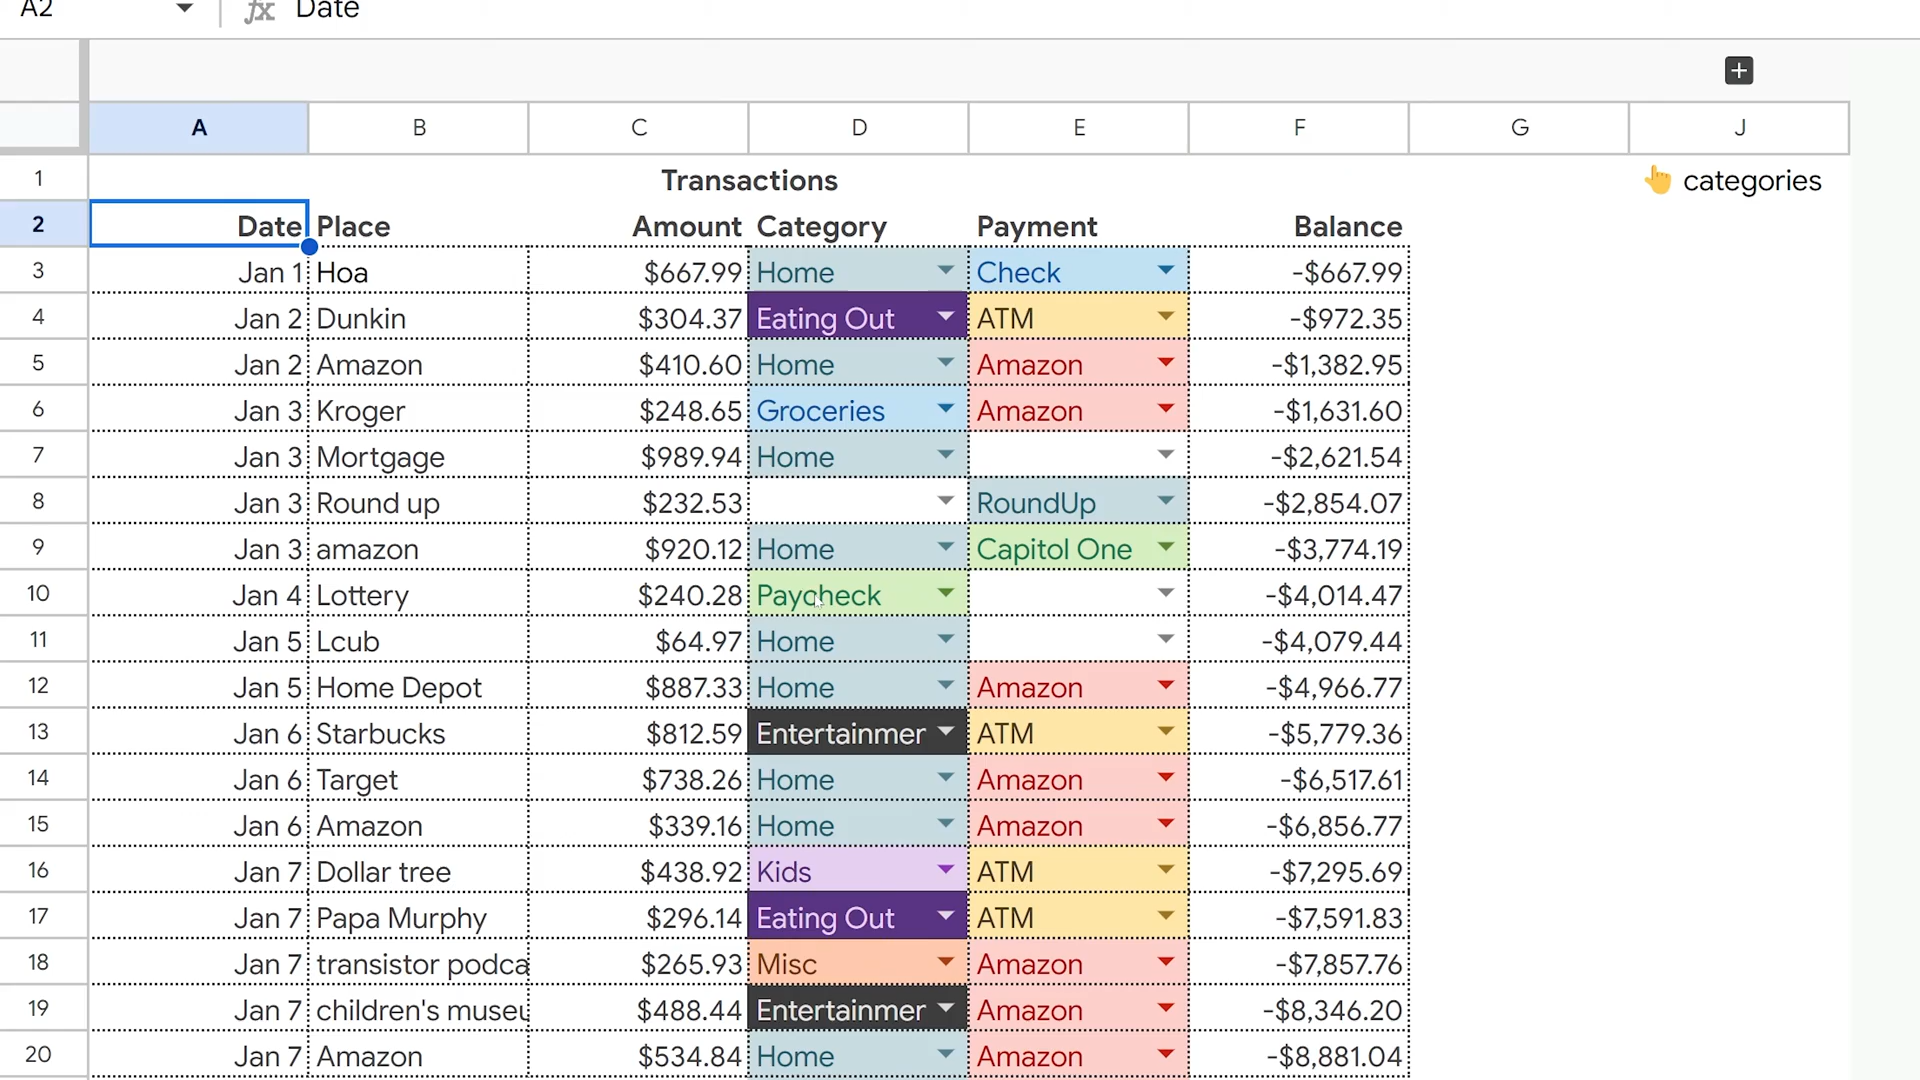 A2 fx Date
A B C D E F G J
1 Transactions 👆 categories
2 Date Place Amount Category Payment Balance
3 Jan 1 Hoa $667.99 Home Check -$667.99
4 Jan 2 Dunkin $304.37 Eating Out ATM -$972.35
5 Jan 2 Amazon $410.60 Home Amazon -$1,382.95
6 Jan 3 Kroger $248.65 Groceries Amazon -$1,631.60
7 Jan 3 Mortgage $989.94 Home -$2,621.54
8 Jan 3 Round up $232.53 RoundUp -$2,854.07
9 Jan 3 amazon $920.12 Home Capitol One -$3,774.19
10 Jan 4 Lottery $240.28 Paycheck -$4,014.47
11 Jan 5 Lcub $64.97 Home -$4,079.44
12 Jan 5 Home Depot $887.33 Home Amazon -$4,966.77
13 Jan 6 Starbucks $812.59 Entertainmer ATM -$5,779.36
14 Jan 6 Target $738.26 Home Amazon -$6,517.61
15 Jan 6 Amazon $339.16 Home Amazon -$6,856.77
16 Jan 7 Dollar tree $438.92 Kids ATM -$7,295.69
17 Jan 7 Papa Murphy $296.14 Eating Out ATM -$7,591.83
18 Jan 7 transistor podca $265.93 Misc Amazon -$7,857.76
19 Jan 7 children's museu $488.44 Entertainmer Amazon -$8,346.20
20 Jan 7 Amazon $534.84 Home Amazon -$8,881.04